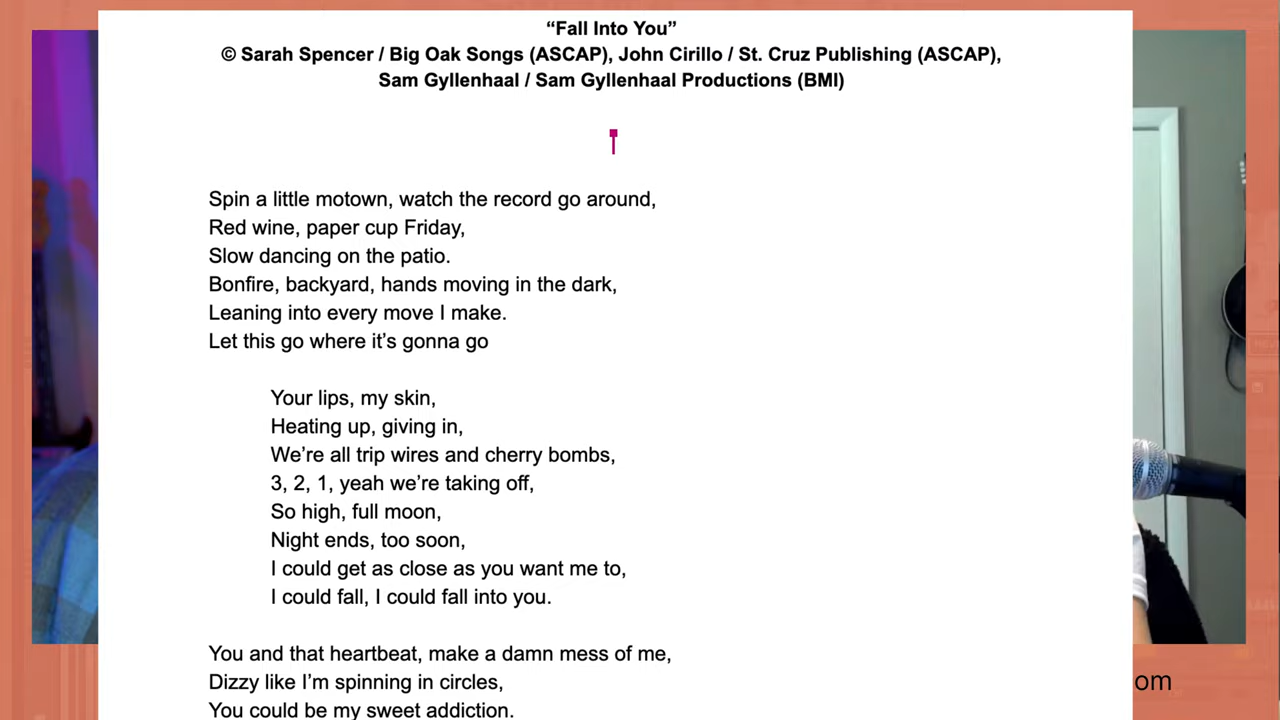 “Fall Into You”
© Sarah Spencer / Big Oak Songs (ASCAP), John Cirillo / St. Cruz Publishing (ASCAP),
Sam Gyllenhaal / Sam Gyllenhaal Productions (BMI)
Spin a little motown, watch the record go around,
Red wine, paper cup Friday,
Slow dancing on the patio.
Bonfire, backyard, hands moving in the dark,
Leaning into every move I make.
Let this go where it’s gonna go
Your lips, my skin,
Heating up, giving in,
We’re all trip wires and cherry bombs,
3, 2, 1, yeah we’re taking off,
So high, full moon,
Night ends, too soon,
I could get as close as you want me to,
I could fall, I could fall into you.
You and that heartbeat, make a damn mess of me,
Dizzy like I’m spinning in circles,
You could be my sweet addiction.
om